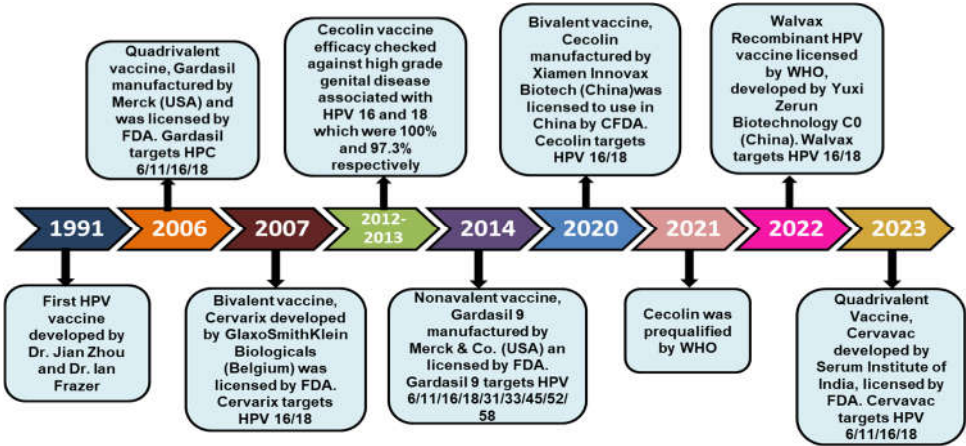 Quadrivalent
vaccine, Gardasil
manufactured by
Merck (USA) and
was licensed by
FDA. Gardasil
targets HPC
6/11/16/18
Cecolin vaccine
efficacy checked
against high grade
genital disease
associated with
HPV 16 and 18
which were 100%
and 97.3%
respectively
Bivalent vaccine,
Cecolin
manufactured by
Xiamen Innovax
Biotech (China)was
licensed to use in
China by CFDA.
Cecolin targets
HPV 16/18
Walvax
Recombinant HPV
vaccine licensed
by WHO,
developed by Yuxi
Zerun
Biotechnology C0
(China). Walvax
targets HPV 16/18
1991
2006
2007
2012-
2013
2014
2020
2021
2022
2023
First HPV
vaccine
developed by
Dr. Jian Zhou
and Dr. Ian
Frazer
Bivalent vaccine,
Cervarix developed
by GlaxoSmithKlein
Biologicals
(Belgium) was
licensed by FDA.
Cervarix targets
HPV 16/18
Nonavalent vaccine,
Gardasil 9
manufactured by
Merck & Co. (USA) an
licensed by FDA.
Gardasil 9 targets HPV
6/11/16/18/31/33/45/52/
58
Cecolin was
prequalified
by WHO
Quadrivalent
Vaccine,
Cervavac
developed by
Serum Institute of
India, licensed by
FDA. Cervavac
targets HPV
6/11/16/18